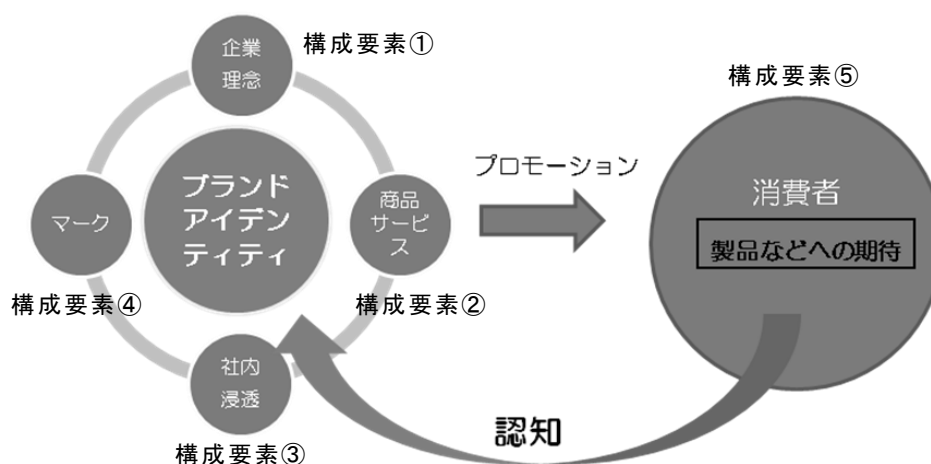 構成要素①
企業
理念
構成要素⑤
プロモーション
消費者
製品などへの期待
ブランド
アイデン
ティティ
マーク
商品
サービ
ス
構成要素④
構成要素②
社内
浸透
構成要素③
認知